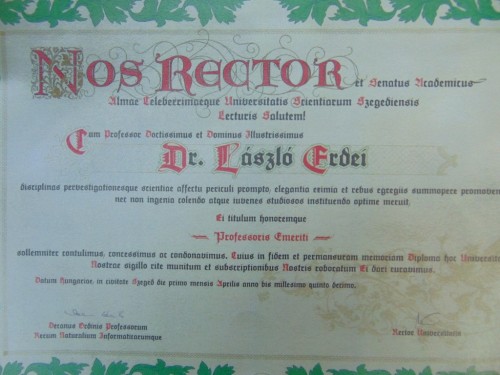 NOS RECTOR et Senatus Academicus
Almae Celeberrimaeque Universitatis Scientiarum Szegediensis
Lecturis Salutem!
Cum Professor Doctissimus et Dominus Illustrissimus
Dr. László Erdei
disciplinas pervestigationesque scientiae affectu periculi prompto, elegantia eximia et rebus egregiis summopere promovent
nec non ingenia colendo atque iuvenes studiosos instituendo optime meruit,
Ei titulum honoremque
Professoris Emeriti
sollemniter contulimus, concessimus ac condonavimus. Cuius in fidem et permansuram memoriam Diploma hoc Universitat
Nostrae sigillo rite munitum et subscriptionibus Nostris roboratum Ei dari curavimus.
Datum Hungariae, in civitate Szeged die primo mensis Aprilis anno bis millesimo quinto decimo.
Decanus Ordinis Professorum
Rerum Naturalium Informaticarumque
Rector Universitatis